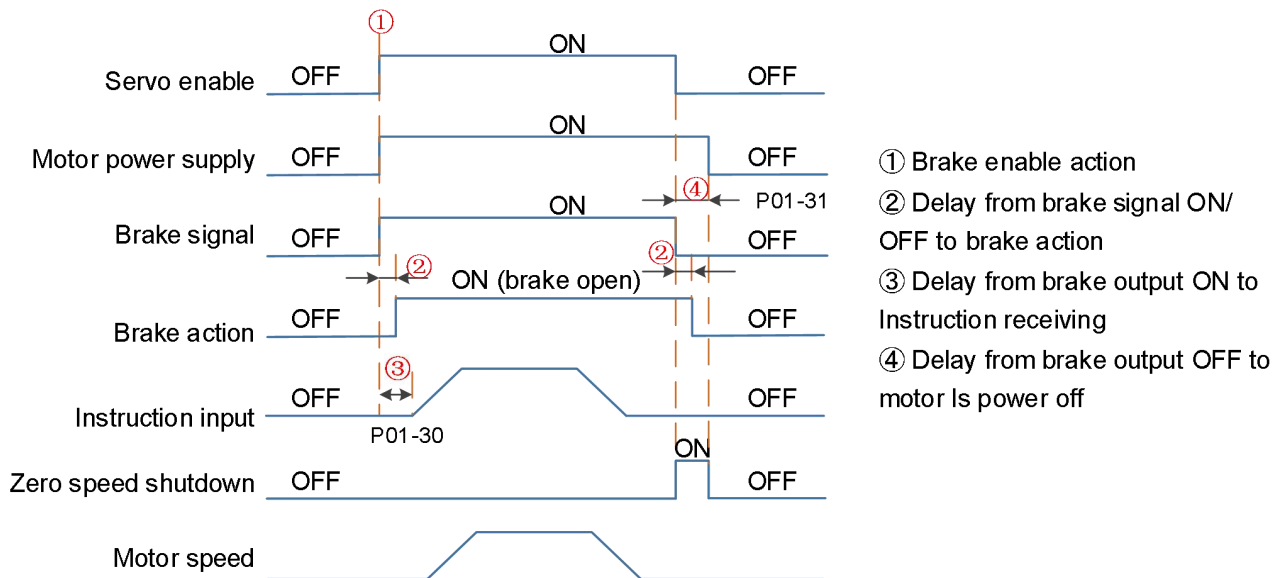 ①
ON
Servo enable OFF OFF
ON
Motor power supply OFF OFF
④
P01-31
ON
Brake signal OFF OFF
② ②
ON (brake open)
Brake action OFF OFF
③
Instruction input OFF OFF
P01-30
ON
Zero speed shutdown OFF OFF
Motor speed
① Brake enable action
② Delay from brake signal ON/
OFF to brake action
③ Delay from brake output ON to
Instruction receiving
④ Delay from brake output OFF to
motor Is power off